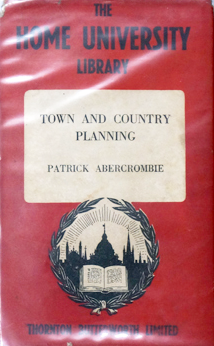 THE
HOME UNIVERSITY
LIBRARY
TOWN AND COUNTRY
PLANNING
PATRICK ABERCROMBIE
THORNTON BUTTERWORTH LIMITED